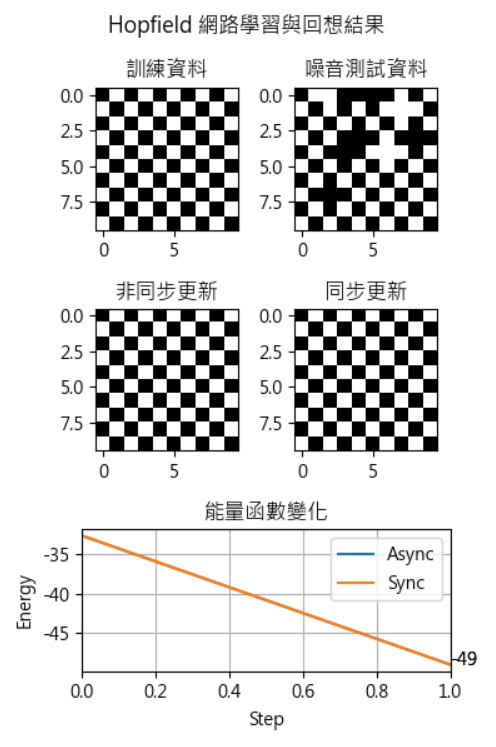 Hopfield 網路學習與回想結果
訓練資料 噪音測試資料
0.0 0.0
2.5 2.5
5.0 5.0
7.5 7.5
0 5 0 5
非同步更新 同步更新
0.0 0.0
2.5 2.5
5.0 5.0
7.5 7.5
0 5 0 5
能量函數變化
Energy
-35
-40
-45
Async
Sync
-49
0.0 0.2 0.4 0.6 0.8 1.0
Step